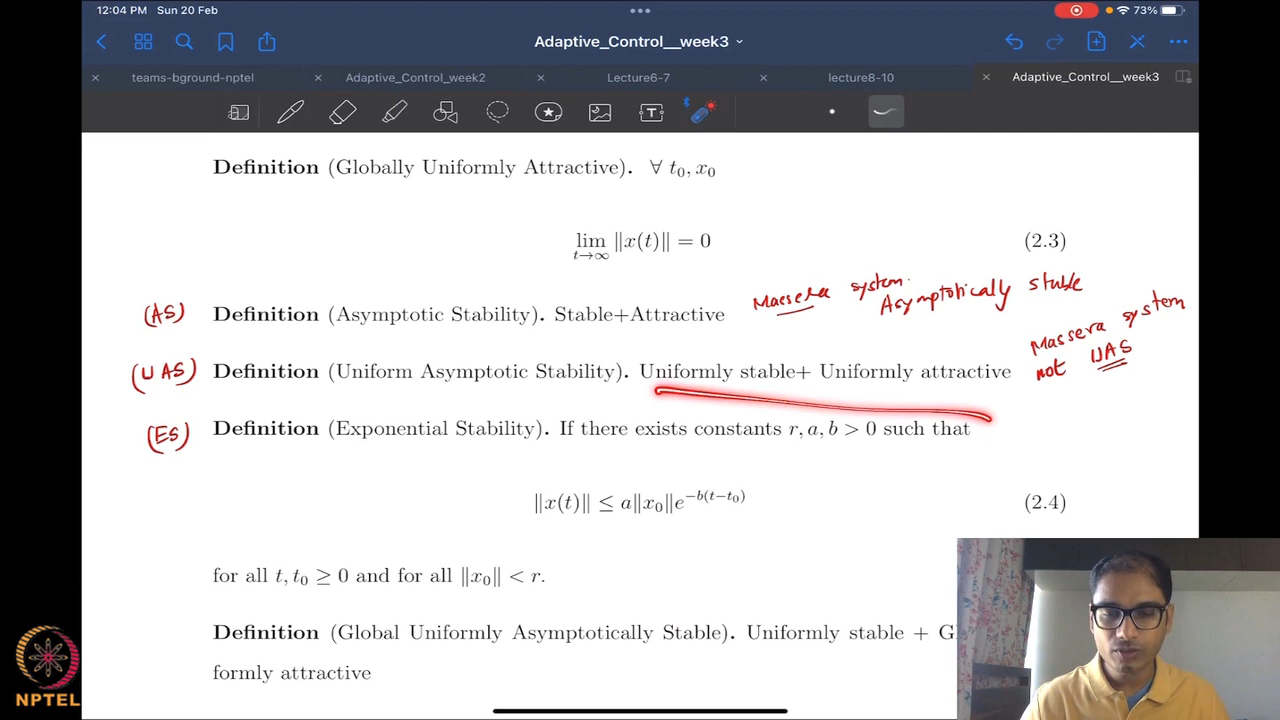 12:04 PM Sun 20 Feb
73%
Adaptive_Control__week3
teams-bground-nptel
Adaptive_Control_week2
Lecture6-7
lecture8-10
Adaptive_Control__week3
Definition (Globally Uniformly Attractive). ∀ t₀, x₀
lim t→∞ ‖x(t)‖ = 0 (2.3)
Massera system. Asymptotically stable
(AS) Definition (Asymptotic Stability). Stable+Attractive
Massera system
not UAS
(UAS) Definition (Uniform Asymptotic Stability). Uniformly stable+ Uniformly attractive
(ES) Definition (Exponential Stability). If there exists constants r, a, b > 0 such that
‖x(t)‖ ≤ a‖x₀‖e^{−b(t−t₀)} (2.4)
for all t, t₀ ≥ 0 and for all ‖x₀‖ < r.
Definition (Global Uniformly Asymptotically Stable). Uniformly stable + G
formly attractive
NPTEL